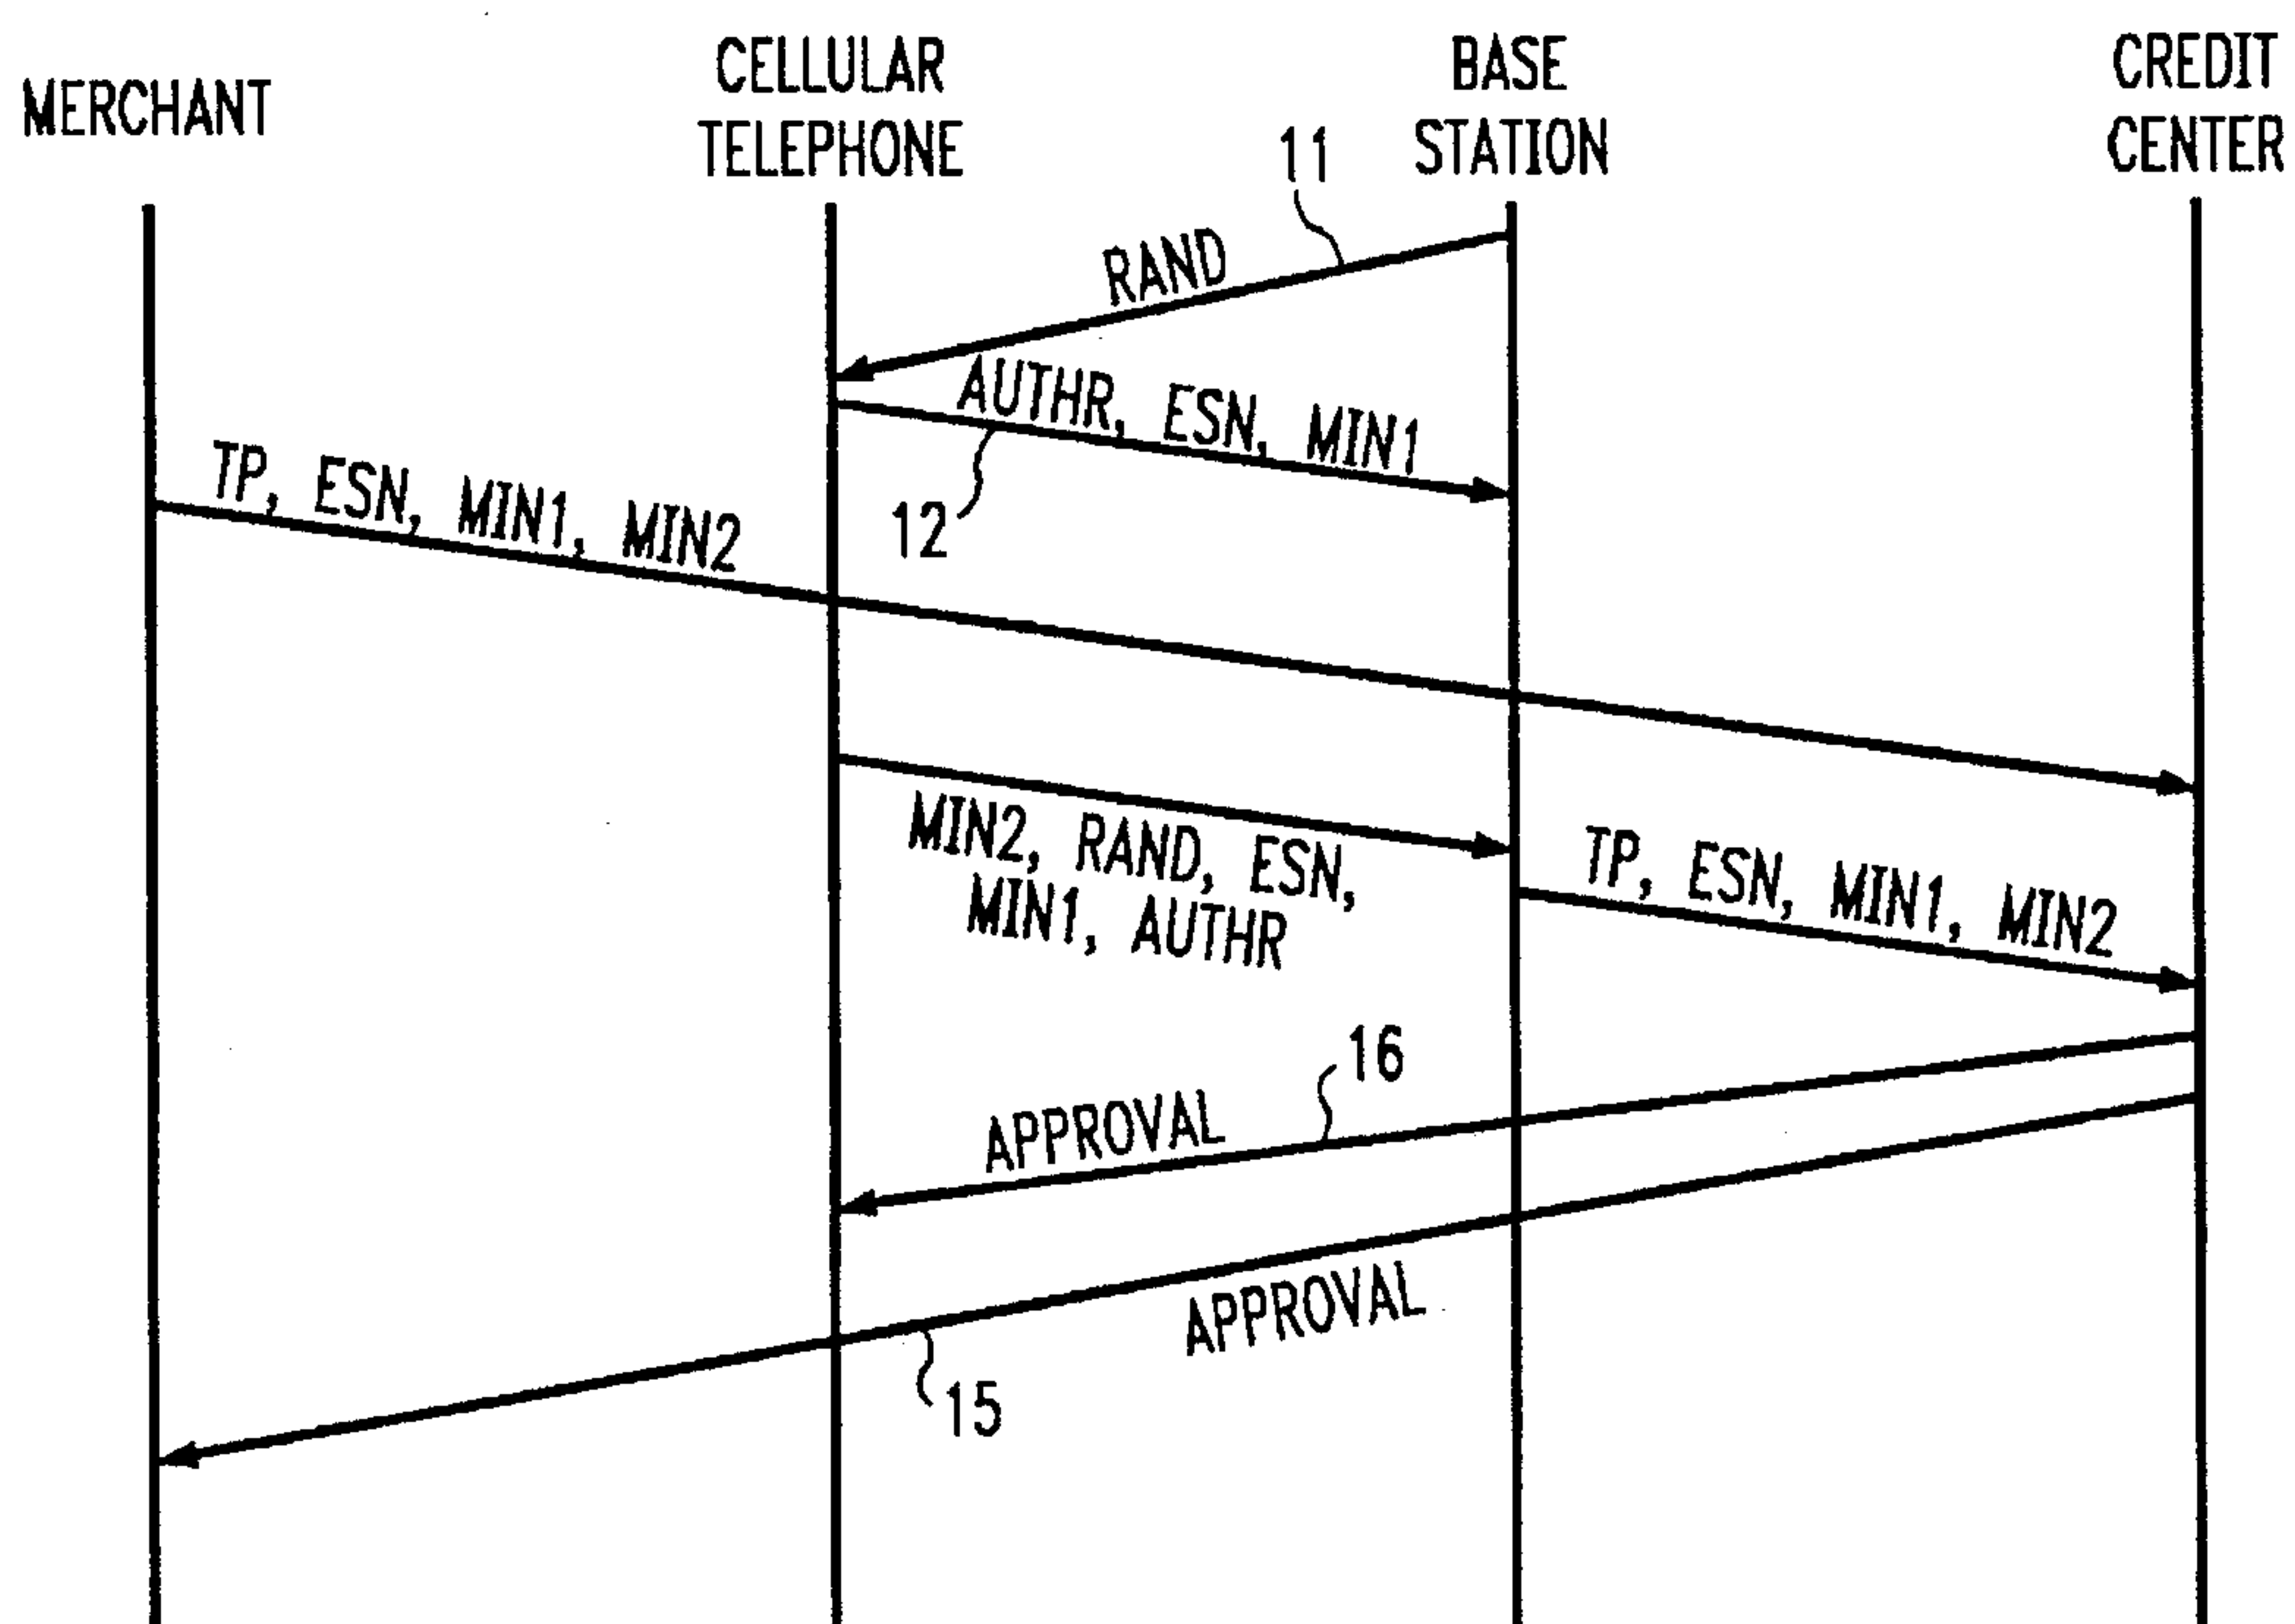 MERCHANT
CELLULAR
TELEPHONE
BASE
STATION
CREDIT
CENTER
11
RAND
AUTHR, ESN, MIN1
12
TP, ESN, MIN1, MIN2
MIN2, RAND, ESN,
MIN1, AUTHR
TP, ESN, MIN1, MIN2
16
APPROVAL
APPROVAL
15